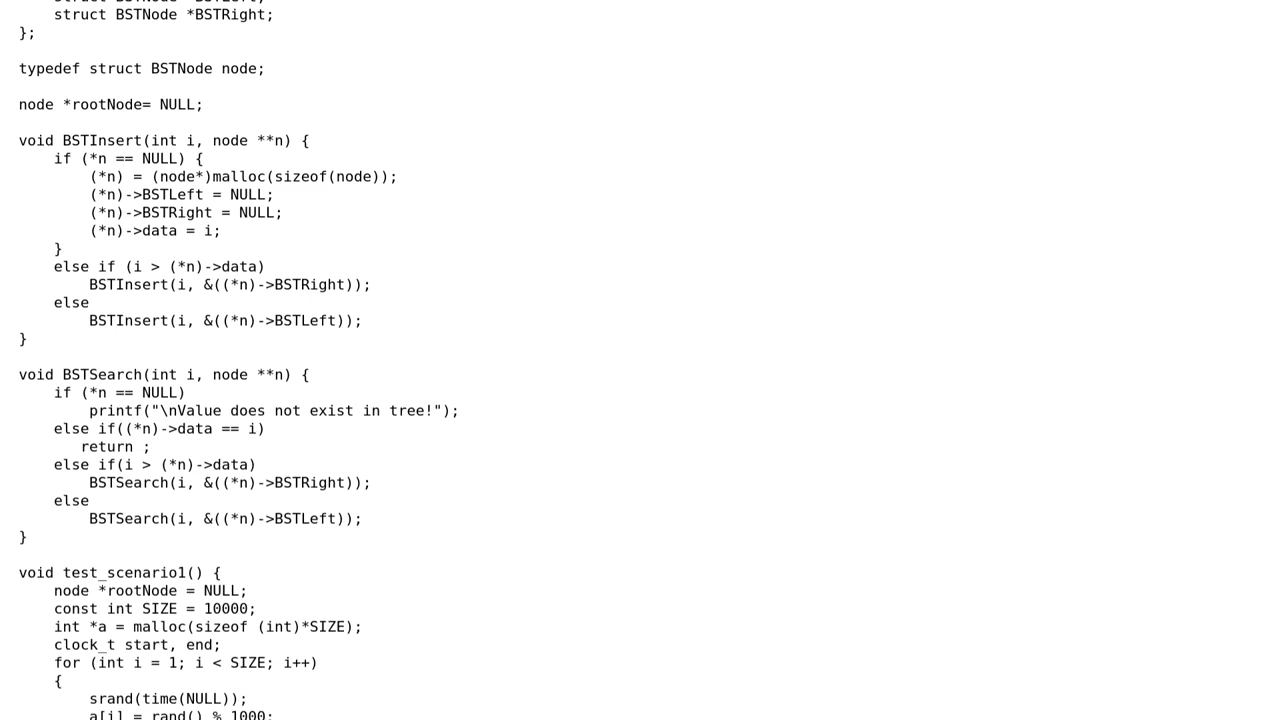 struct BSTNode *BSTRight;
};
typedef struct BSTNode node;
node *rootNode= NULL;
void BSTInsert(int i, node **n) {
if (*n == NULL) {
(*n) = (node*)malloc(sizeof(node));
(*n)->BSTLeft = NULL;
(*n)->BSTRight = NULL;
(*n)->data = i;
}
else if (i > (*n)->data)
BSTInsert(i, &((*n)->BSTRight));
else
BSTInsert(i, &((*n)->BSTLeft));
}
void BSTSearch(int i, node **n) {
if (*n == NULL)
printf("\nValue does not exist in tree!");
else if((*n)->data == i)
return ;
else if(i > (*n)->data)
BSTSearch(i, &((*n)->BSTRight));
else
BSTSearch(i, &((*n)->BSTLeft));
}
void test_scenario1() {
node *rootNode = NULL;
const int SIZE = 10000;
int *a = malloc(sizeof (int)*SIZE);
clock_t start, end;
for (int i = 1; i < SIZE; i++)
{
srand(time(NULL));
a[i] = rand() % 1000;